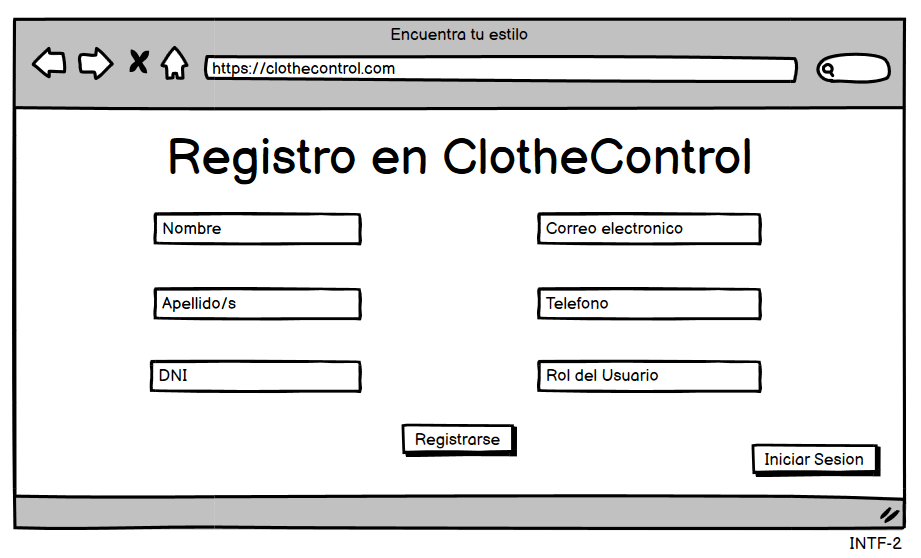 Encuentra tu estilo
https://clothecontrol.com
Registro en ClotheControl
Nombre
Correo electronico
Apellido/s
Telefono
DNI
Rol del Usuario
Registrarse
Iniciar Sesion
INTF-2